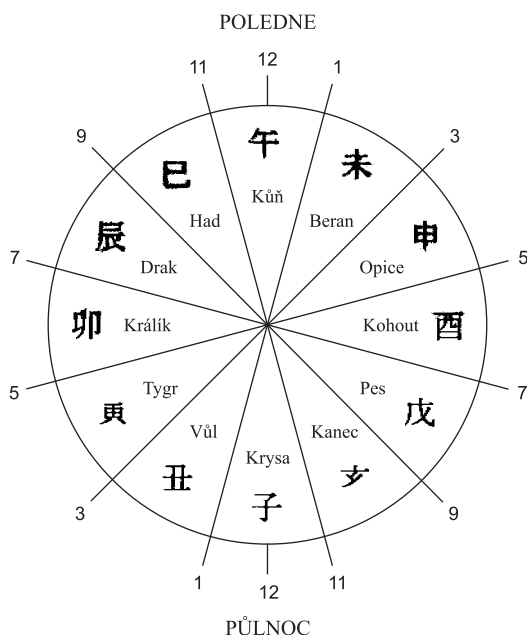 POLEDNE
12
11 1
午
9 3
巳 未
Kůň
Had Beran
辰 申
7 5
Drak Opice
卯 Králík Kohout 酉
5 7
Tygr Pes
寅 戌
Vůl Kanec
丑 Krysa 亥
子
3 9
1 12 11
PŮLNOC